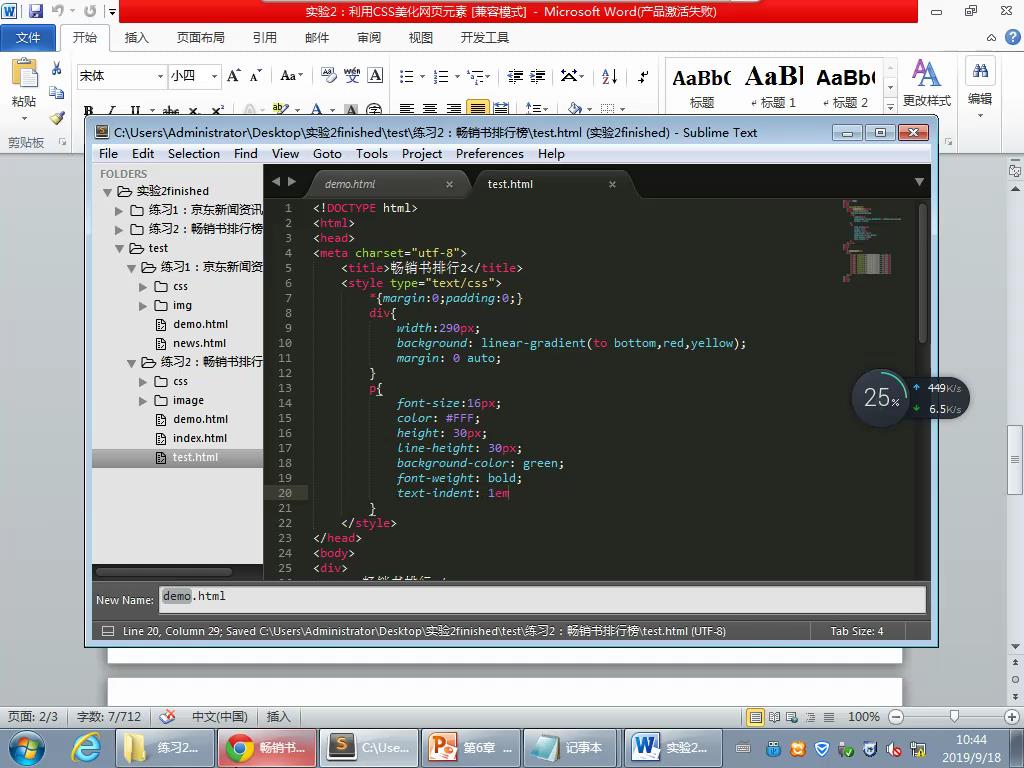 实验2：利用CSS美化网页元素 [兼容模式] - Microsoft Word(产品激活失败)
文件 开始 插入 页面布局 引用 邮件 审阅 视图 开发工具
宋体 小四
粘贴
剪贴板
AaBbC AaBl AaBb(
标题 标题 1 标题 2
更改样式 编辑
C:\Users\Administrator\Desktop\实验2finished\test\练习2：畅销书排行榜\test.html (实验2finished) - Sublime Text
File Edit Selection Find View Goto Tools Project Preferences Help
FOLDERS
实验2finished
练习1：京东新闻资讯
练习2：畅销书排行榜
test
练习1：京东新闻资
css
img
demo.html
news.html
练习2：畅销书排行
css
image
demo.html
index.html
test.html
demo.html test.html
1 <!DOCTYPE html>
2 <html>
3 <head>
4 <meta charset="utf-8">
5 <title>畅销书排行2</title>
6 <style type="text/css">
7 *{margin:0;padding:0;}
8 div{
9 width:290px;
10 background: linear-gradient(to bottom,red,yellow);
11 margin: 0 auto;
12 }
13 p{
14 font-size:16px;
15 color: #FFF;
16 height: 30px;
17 line-height: 30px;
18 background-color: green;
19 font-weight: bold;
20 text-indent: 1em
21 }
22 </style>
23 </head>
24 <body>
25 <div>
25% 449K/s
6.5K/s
New Name: demo.html
Line 20, Column 29; Saved C:\Users\Administrator\Desktop\实验2finished\test\练习2：畅销书排行榜\test.html (UTF-8) Tab Size: 4
页面: 2/3 字数: 7/712 中文(中国) 插入 100%
练习2... 畅销书... C:\Use... 第6章 ... 记事本 实验2...
10:44
2019/9/18